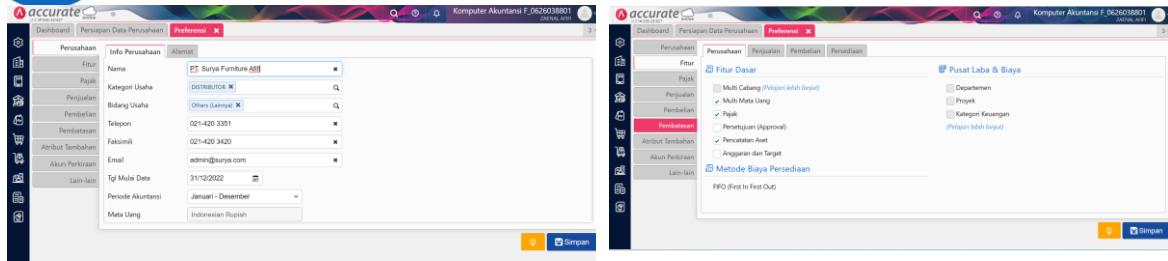 accurate
Komputer Akuntansi F_0626038801
ZAENAL AFIFI
Dashboard
Persiapan Data Perusahaan
Preferensi
Perusahaan
Fitur
Pajak
Penjualan
Pembelian
Pembatasan
Atribut Tambahan
Akun Perkiraan
Lain-lain
Info Perusahaan
Alamat
Nama
PT. Surya Furniture Afifi
Kategori Usaha
DISTRIBUTOR
Bidang Usaha
Others (Lainnya)
Telepon
021-420 3351
Faksimili
021-420 3420
Email
admin@surya.com
Tgl Mulai Data
31/12/2022
Periode Akuntansi
Januari - Desember
Mata Uang
Indonesian Rupiah
Simpan
accurate
Komputer Akuntansi F_0626038801
ZAENAL AFIFI
Dashboard
Persiapan Data Perusahaan
Preferensi
Perusahaan
Fitur
Pajak
Penjualan
Pembelian
Pembatasan
Atribut Tambahan
Akun Perkiraan
Lain-lain
Perusahaan
Penjualan
Pembelian
Persediaan
Fitur Dasar
Multi Cabang (Pelajari lebih lanjut)
Multi Mata Uang
Pajak
Persetujuan (Approval)
Pencatatan Aset
Anggaran dan Target
Metode Biaya Persediaan
FIFO (First In First Out)
Pusat Laba & Biaya
Departemen
Proyek
Kategori Keuangan
(Pelajari lebih lanjut)
Simpan